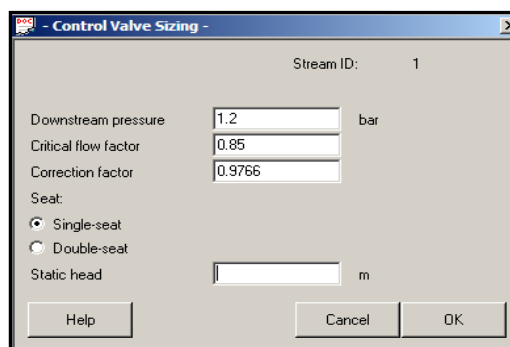 DOC - Control Valve Sizing -
Stream ID: 1
Downstream pressure 1.2 bar
Critical flow factor 0.85
Correction factor 0.9766
Seat:
Single-seat
Double-seat
Static head m
Help Cancel OK